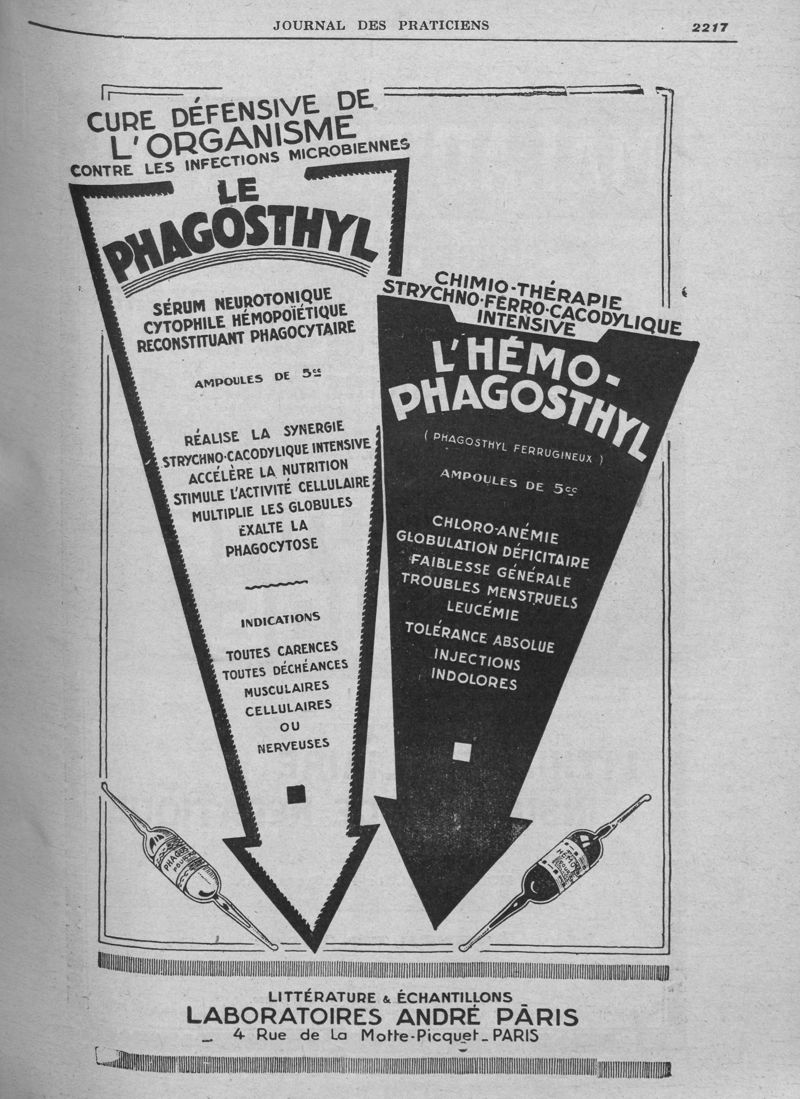 JOURNAL DES PRATICIENS
2217
CURE DÉFENSIVE DE
L'ORGANISME
CONTRE LES INFECTIONS MICROBIENNES
LE
PHAGOSTHYL
SÉRUM NEUROTONIQUE
CYTOPHILE HÉMOPOÏÉTIQUE
RECONSTITUANT PHAGOCYTAIRE
AMPOULES DE 5cc
RÉALISE LA SYNERGIE
STRYCHNO-CACODYLIQUE INTENSIVE
ACCÉLÈRE LA NUTRITION
STIMULE L'ACTIVITÉ CELLULAIRE
MULTIPLIE LES GLOBULES
EXALTE LA
PHAGOCYTOSE
INDICATIONS
TOUTES CARENCES
TOUTES DÉCHÉANCES
MUSCULAIRES
CELLULAIRES
OU
NERVEUSES
CHIMIO-THÉRAPIE
STRYCHNO-FERRO-CACODYLIQUE
INTENSIVE
L'HÉMO-
PHAGOSTHYL
( PHAGOSTHYL FERRUGINEUX )
AMPOULES DE 5cc
CHLORO-ANÉMIE
GLOBULATION DÉFICITAIRE
FAIBLESSE GÉNÉRALE
TROUBLES MENSTRUELS
LEUCÉMIE
TOLÉRANCE ABSOLUE
INJECTIONS
INDOLORES
PHAGOS
HÉMO
LITTÉRATURE & ÉCHANTILLONS
LABORATOIRES ANDRÉ PÂRIS
4 Rue de La Motte-Picquet_PARIS